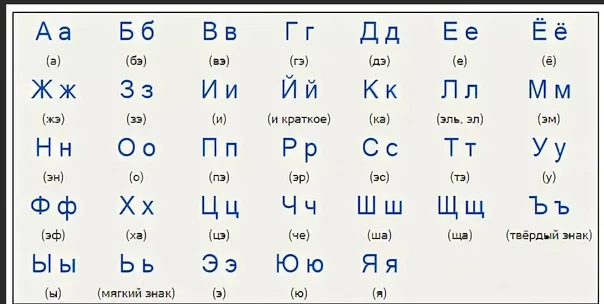 А а Б б В в Г г Д д Е е Ё ё
(а) (бэ) (вэ) (гэ) (дэ) (е) (ё)
Ж ж З з И и Й й К к Л л М м
(жэ) (зэ) (и) (и краткое) (ка) (эль, эл) (эм)
Н н О о П п Р р С с Т т У у
(эн) (о) (пэ) (эр) (эс) (тэ) (у)
Ф ф Х х Ц ц Ч ч Ш ш Щ щ Ъ ъ
(эф) (ха) (цэ) (че) (ша) (ща) (твёрдый знак)
Ы ы Ь ь Э э Ю ю Я я
(ы) (мягкий знак) (э) (ю) (я)